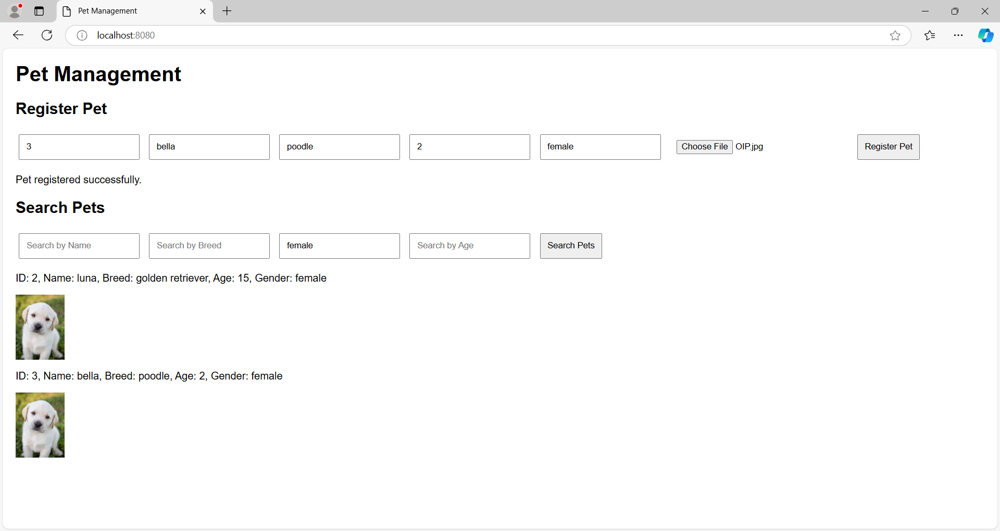 Pet Management
localhost:8080
Pet Management
Register Pet
3 bella poodle 2 female Choose File OIP.jpg Register Pet
Pet registered successfully.
Search Pets
Search by Name Search by Breed female Search by Age Search Pets
ID: 2, Name: luna, Breed: golden retriever, Age: 15, Gender: female
ID: 3, Name: bella, Breed: poodle, Age: 2, Gender: female